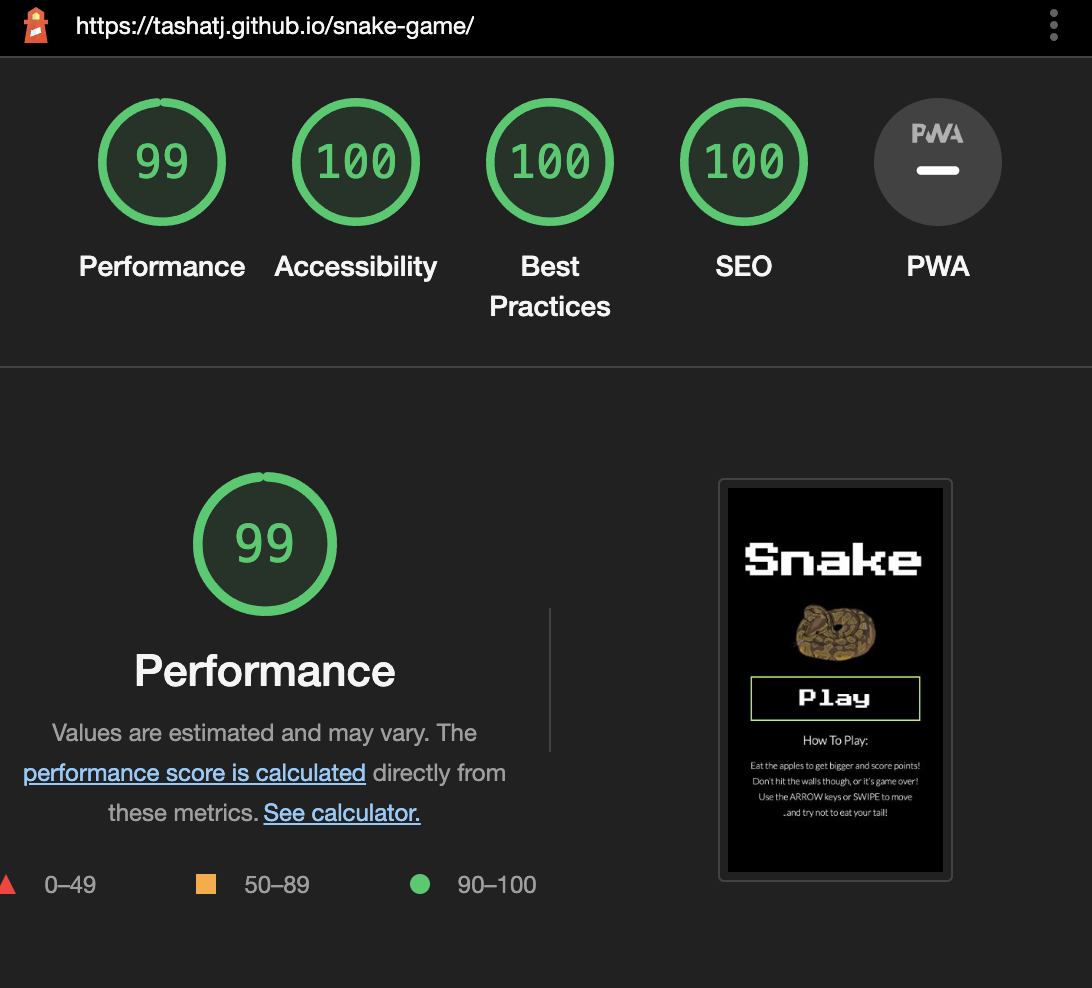 https://tashatj.github.io/snake-game/
99
100
100
100
PWA
Performance
Accessibility
Best
Practices
SEO
PWA
99
Performance
Values are estimated and may vary. The
performance score is calculated directly from
these metrics. See calculator.
0–49
50–89
90–100
Snake
Play
How To Play:
Eat the apples to get bigger and score points!
Don't hit the walls though, or it's game over!
Use the ARROW keys or SWIPE to move
...and try not to eat your tail!